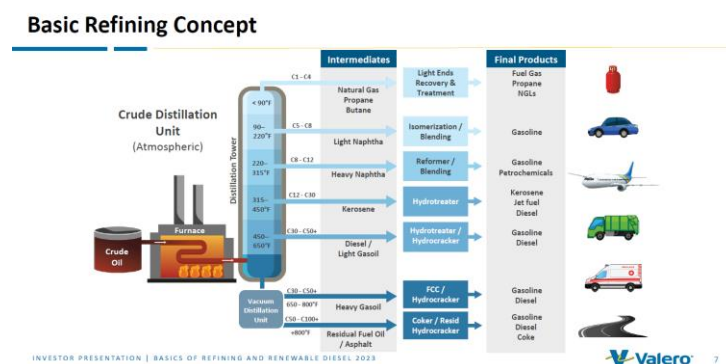 Basic Refining Concept
Intermediates
Final Products
Crude Distillation
Unit
(Atmospheric)
Furnace
Crude
Oil
Distillation Tower
< 90°F
90–
220°F
220–
315°F
315–
450°F
450–
650°F
Vacuum
Distillation
Unit
C1 - C4
Natural Gas
Propane
Butane
Light Ends
Recovery &
Treatment
Fuel Gas
Propane
NGLs
C5 - C8
Light Naphtha
Isomerization /
Blending
Gasoline
C8 - C12
Heavy Naphtha
Reformer /
Blending
Gasoline
Petrochemicals
C12 - C30
Kerosene
Hydrotreater
Kerosene
Jet fuel
Diesel
C30 - C50+
Diesel /
Light Gasoil
Hydrotreater /
Hydrocracker
Gasoline
Diesel
C30 - C50+
650 - 800°F
Heavy Gasoil
FCC /
Hydrocracker
Gasoline
Diesel
C50 - C100+
+800°F
Residual Fuel Oil
/ Asphalt
Coker / Resid
Hydrocracker
Gasoline
Diesel
Coke
INVESTOR PRESENTATION | BASICS OF REFINING AND RENEWABLE DIESEL 2023
Valero
7